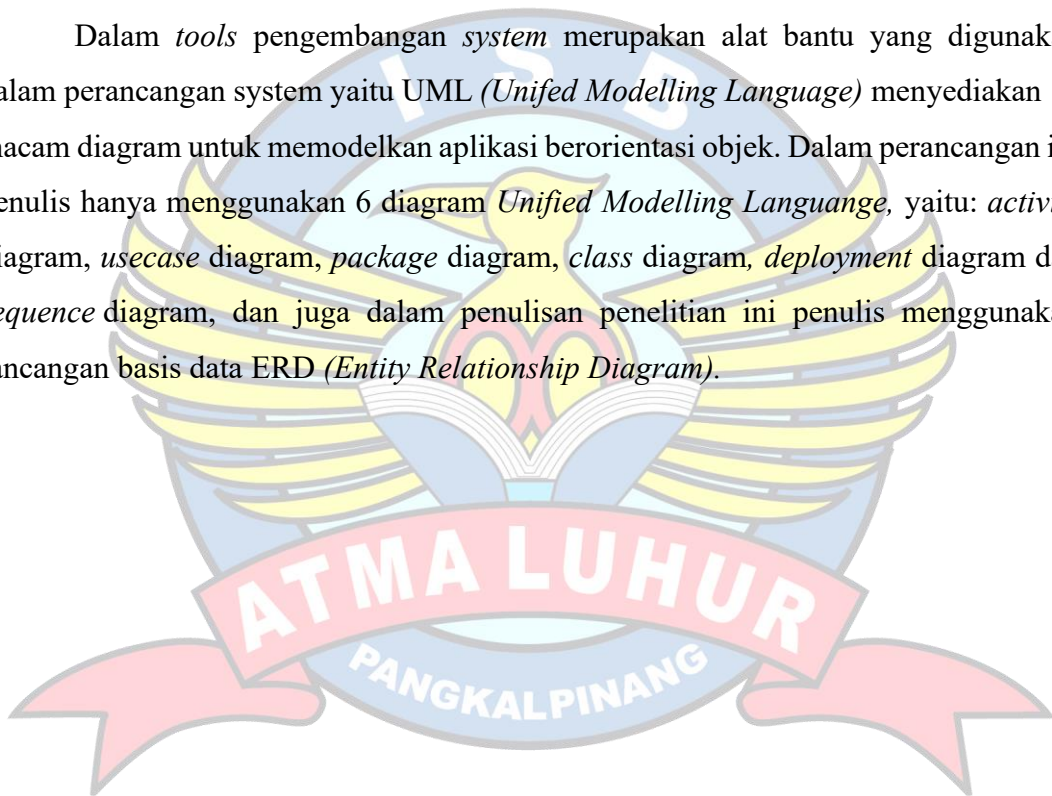 Dalam tools pengembangan system merupakan alat bantu yang digunak
alam perancangan system yaitu UML (Unifed Modelling Language) menyediakan
nacam diagram untuk memodelkan aplikasi berorientasi objek. Dalam perancangan i
enulis hanya menggunakan 6 diagram Unified Modelling Languange, yaitu: activi
iagram, usecase diagram, package diagram, class diagram, deployment diagram d
equence diagram, dan juga dalam penulisan penelitian ini penulis menggunaka
ancangan basis data ERD (Entity Relationship Diagram).
I S B
ATMA LUHUR
PANGKALPINANG